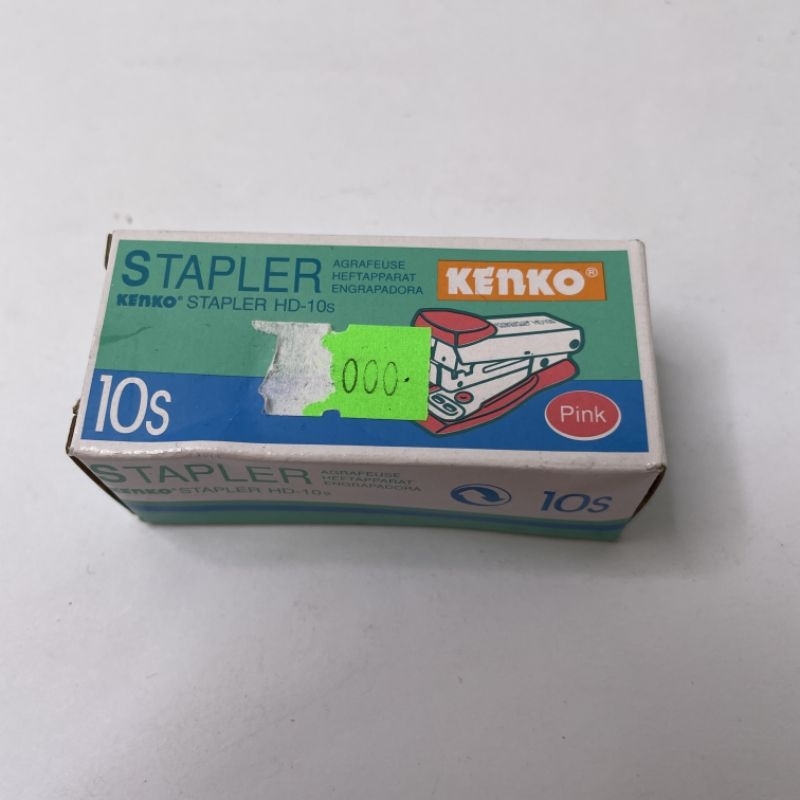 STAPLER
AGRAFEUSE
HEFTAPPARAT
ENGRAPADORA
KENKO®
KENKO® STAPLER HD-10s
000.
10s
Pink
STAPLER
AGRAFEUSE
HEFTAPPARAT
ENGRAPADORA
KENKO® STAPLER HD-10s
10s